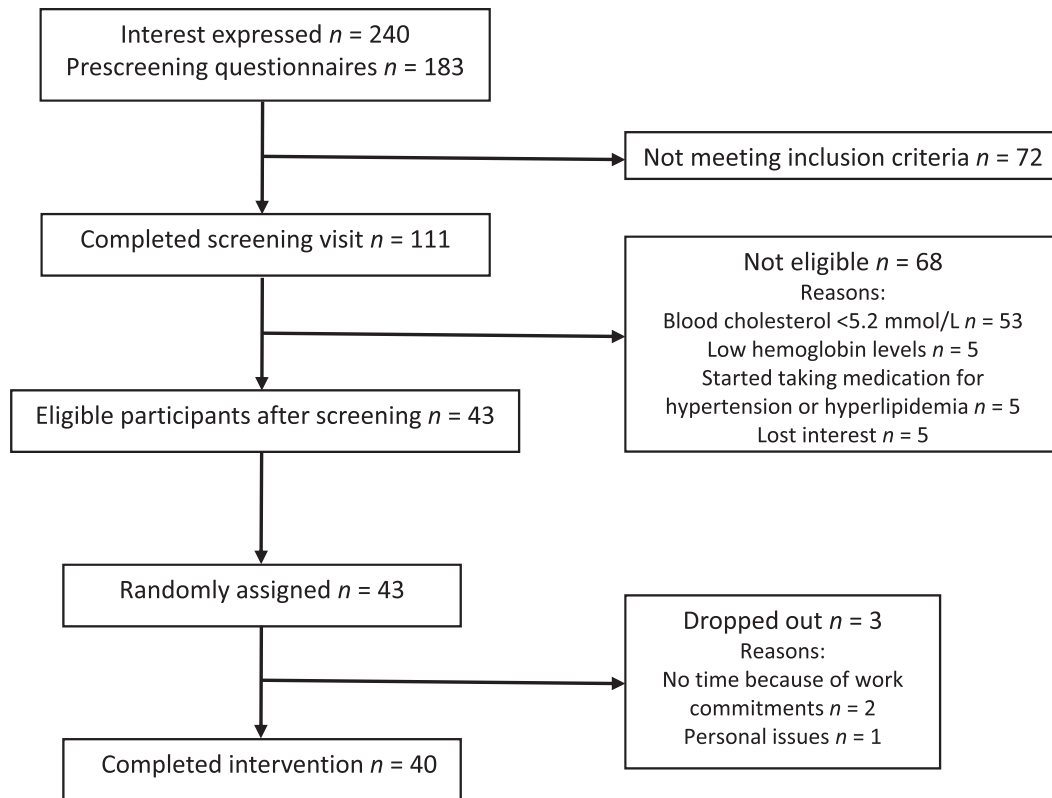 Interest expressed n = 240
Prescreening questionnaires n = 183
Not meeting inclusion criteria n = 72
Completed screening visit n = 111
Not eligible n = 68
Reasons:
Blood cholesterol <5.2 mmol/L n = 53
Low hemoglobin levels n = 5
Started taking medication for
hypertension or hyperlipidemia n = 5
Lost interest n = 5
Eligible participants after screening n = 43
Randomly assigned n = 43
Dropped out n = 3
Reasons:
No time because of work
commitments n = 2
Personal issues n = 1
Completed intervention n = 40